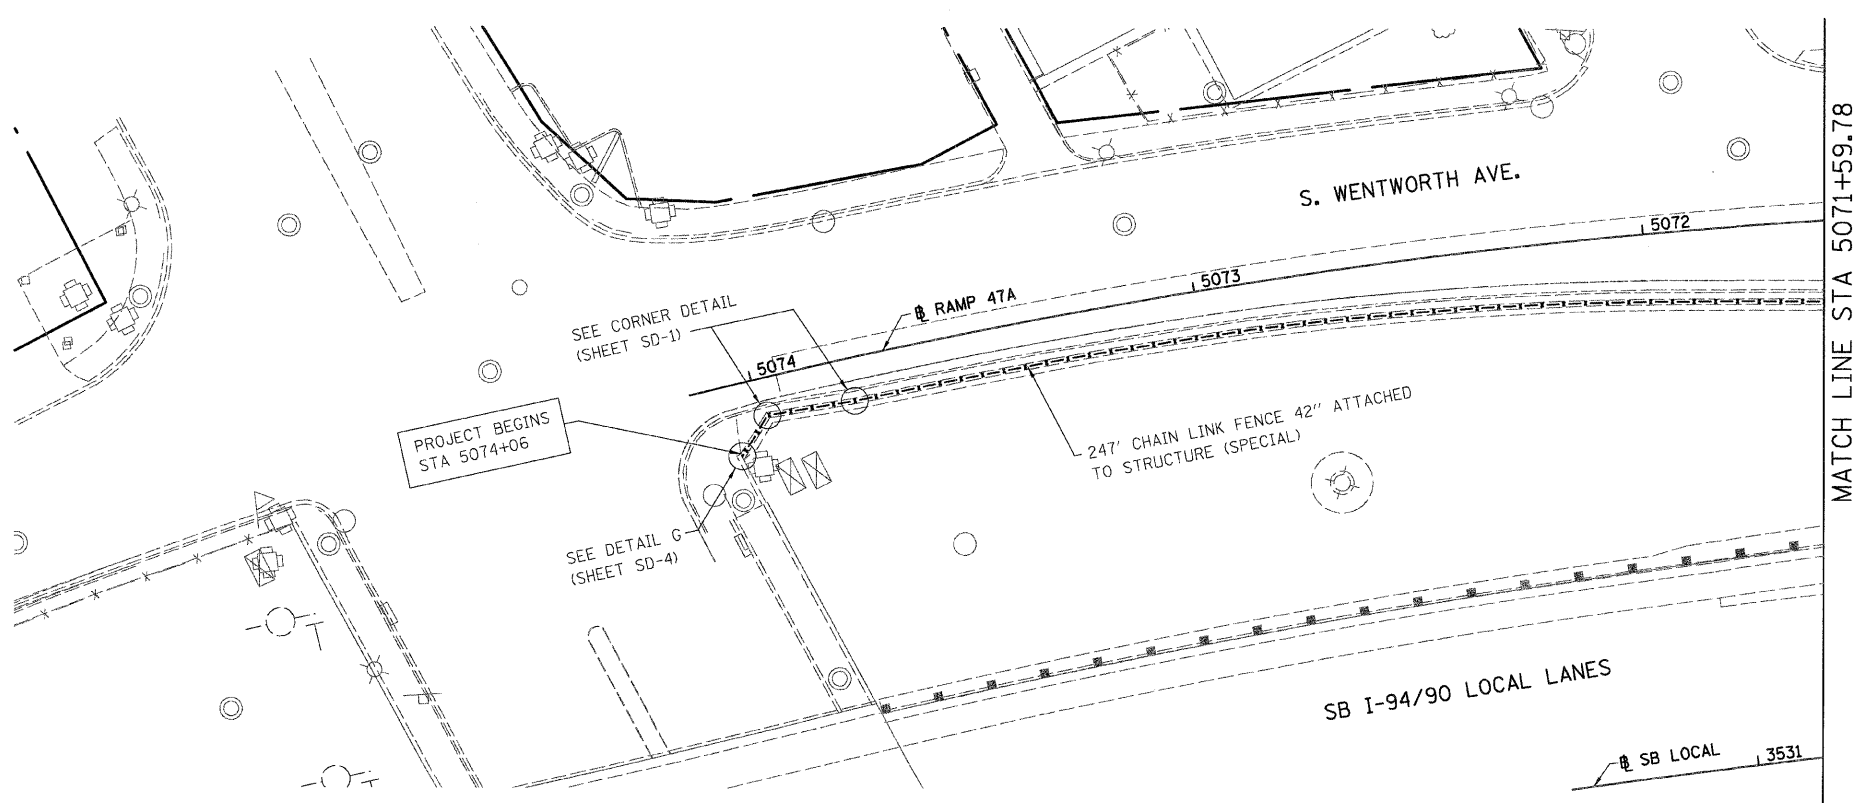 S. WENTWORTH AVE.
5072
5073
SEE CORNER DETAIL
(SHEET SD-1)
℄ RAMP 47A
5074
PROJECT BEGINS
STA 5074+06
247' CHAIN LINK FENCE 42" ATTACHED
TO STRUCTURE (SPECIAL)
SEE DETAIL G
(SHEET SD-4)
SB I-94/90 LOCAL LANES
℄ SB LOCAL
3531
MATCH LINE STA 5071+59.78